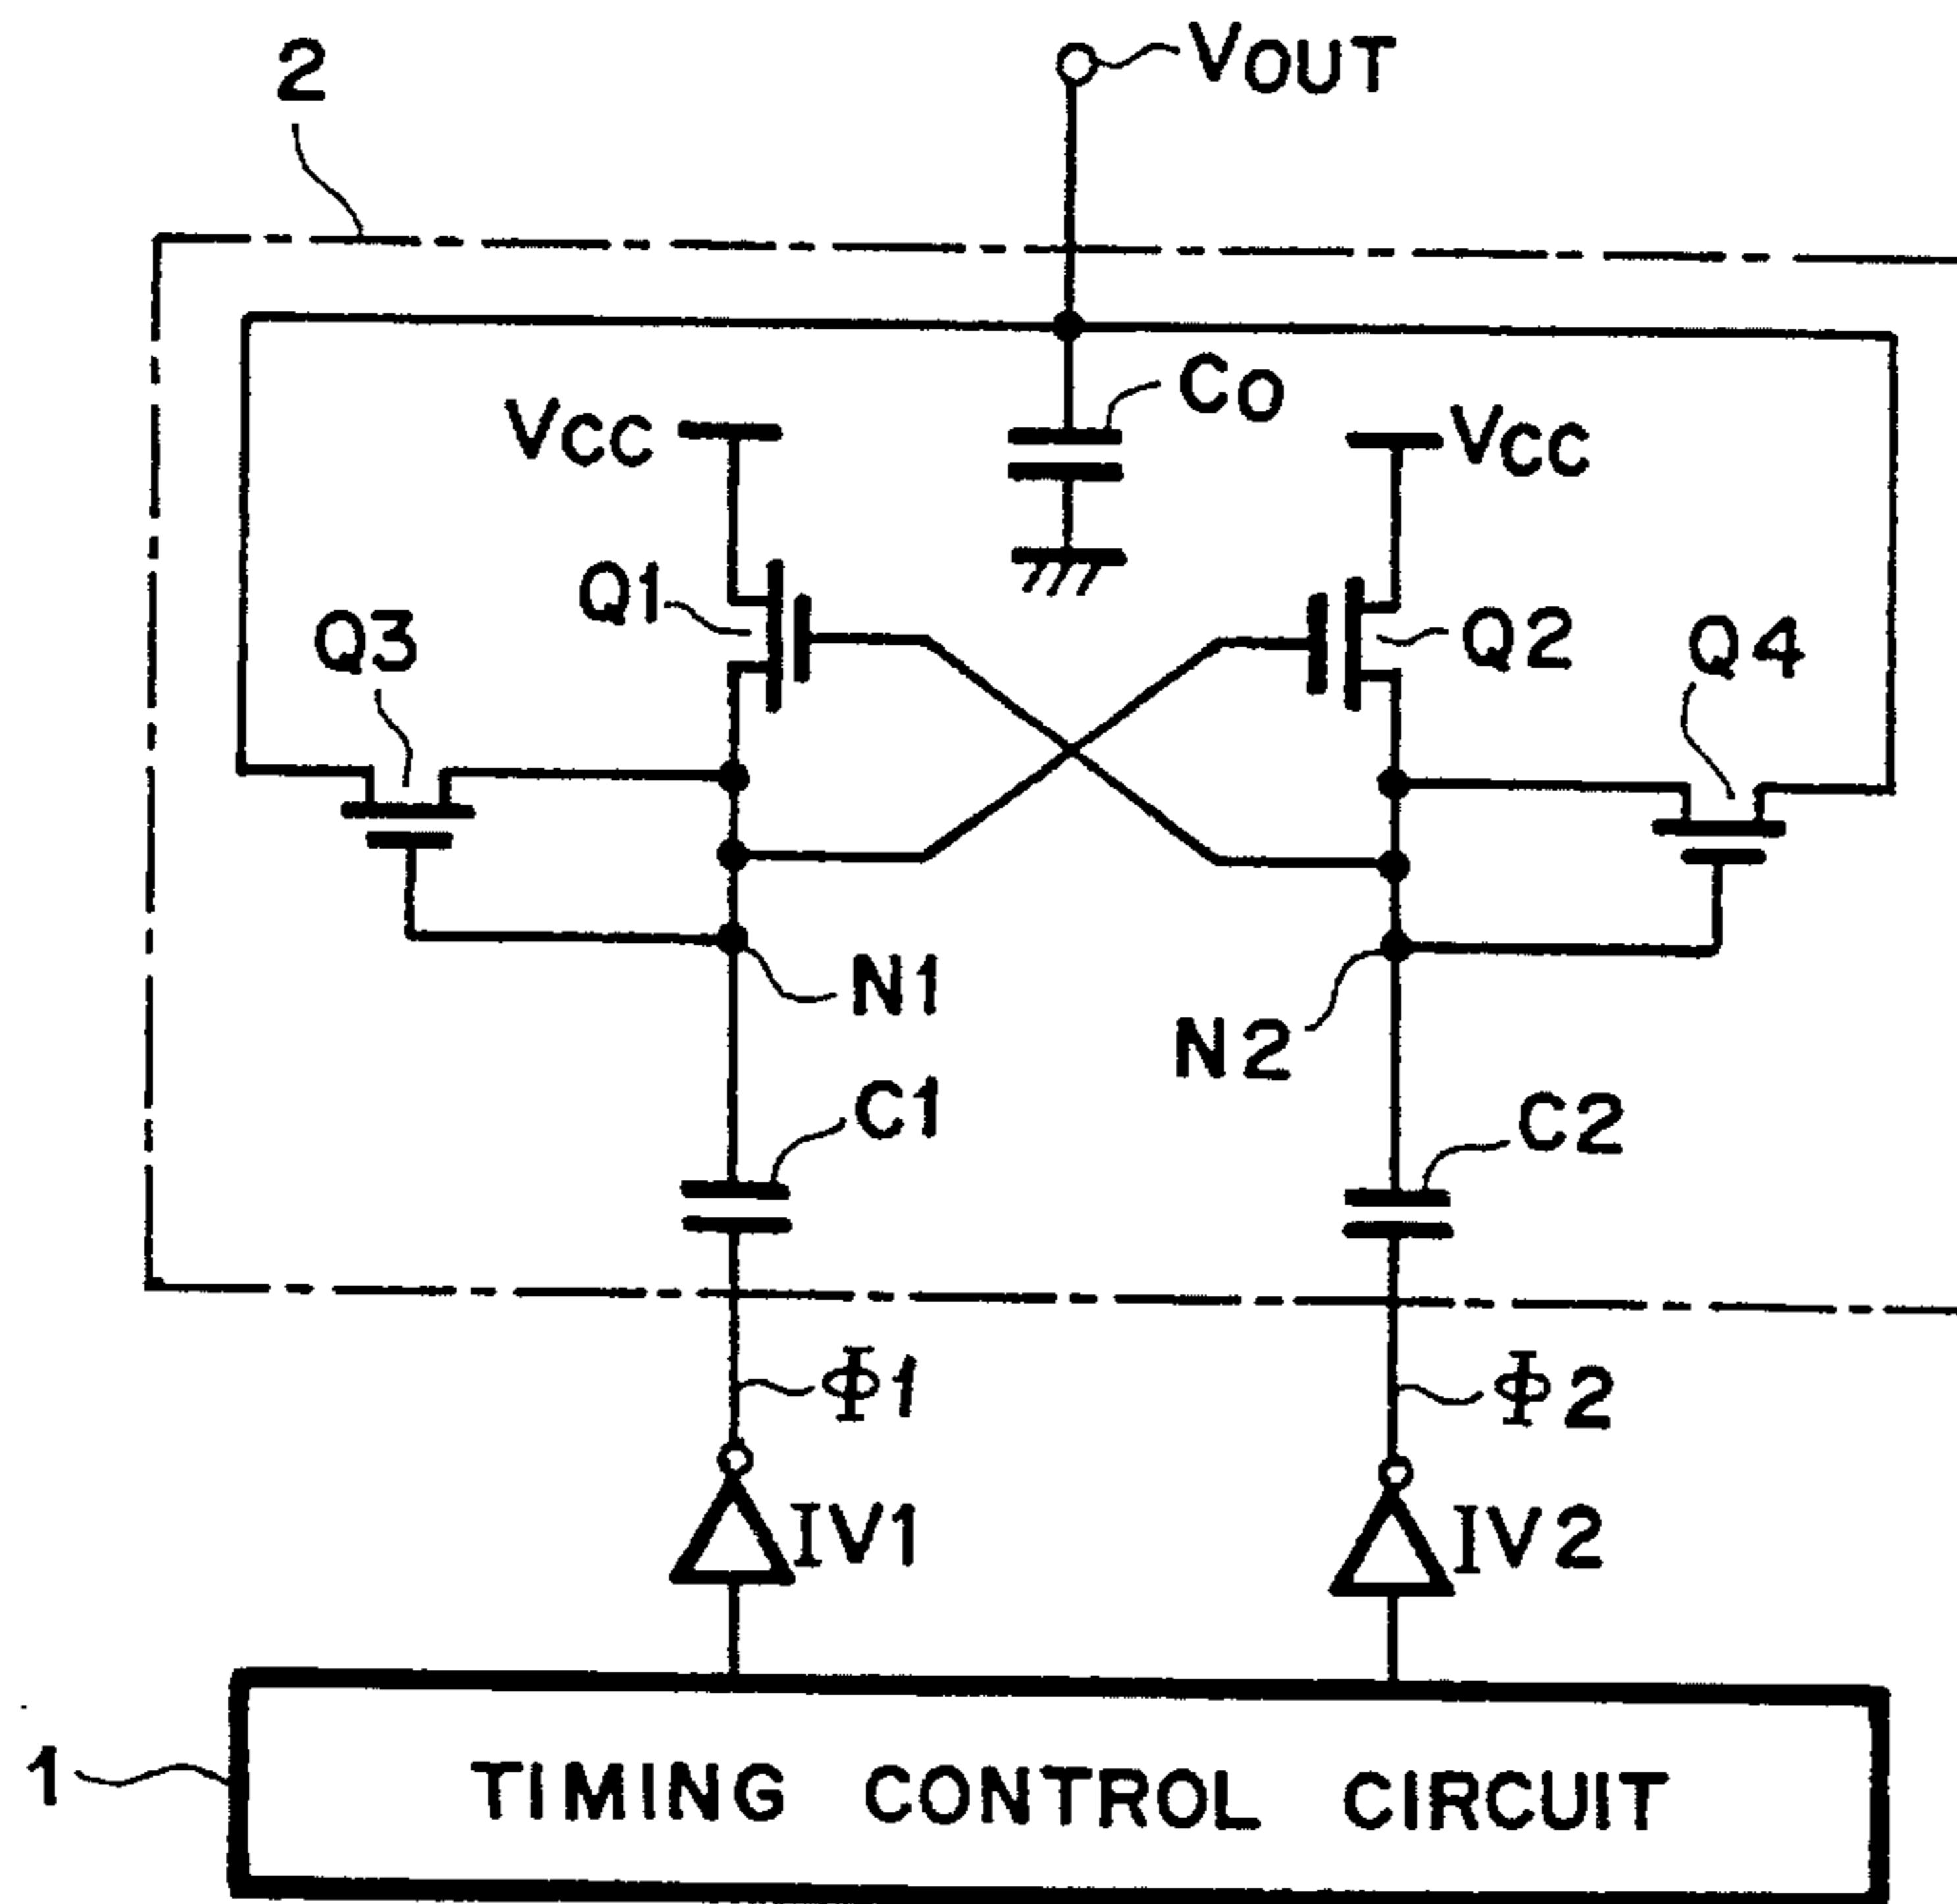 2
VOUT
VCC
CO
VCC
Q1
Q3
Q2
Q4
N1
N2
C1
C2
Φ1
Φ2
IV1
IV2
1
TIMING CONTROL CIRCUIT